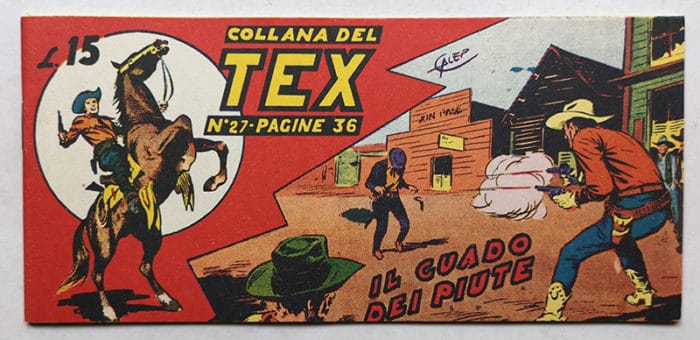 L. 15
COLLANA DEL
TEX
N°27-PAGINE 36
GALEP
IL GUADO
DEI PIUTE